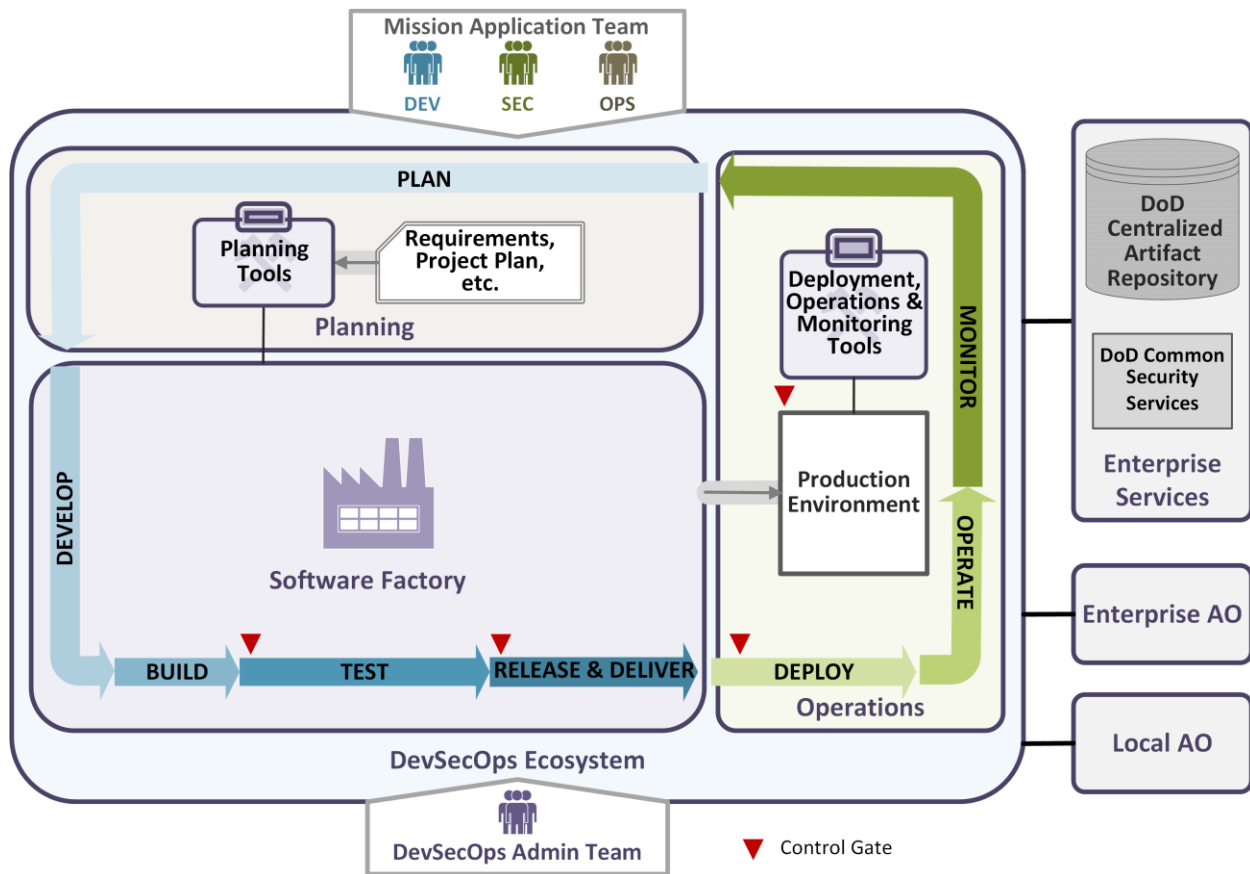 Mission Application Team
DEV
SEC
OPS
PLAN
Planning
Tools
Requirements,
Project Plan,
etc.
Planning
DEVELOP
Software Factory
BUILD
TEST
RELEASE & DELIVER
Deployment,
Operations &
Monitoring
Tools
MONITOR
Production
Environment
OPERATE
DEPLOY
Operations
DevSecOps Ecosystem
DevSecOps Admin Team
Control Gate
DoD
Centralized
Artifact
Repository
DoD Common
Security
Services
Enterprise
Services
Enterprise AO
Local AO